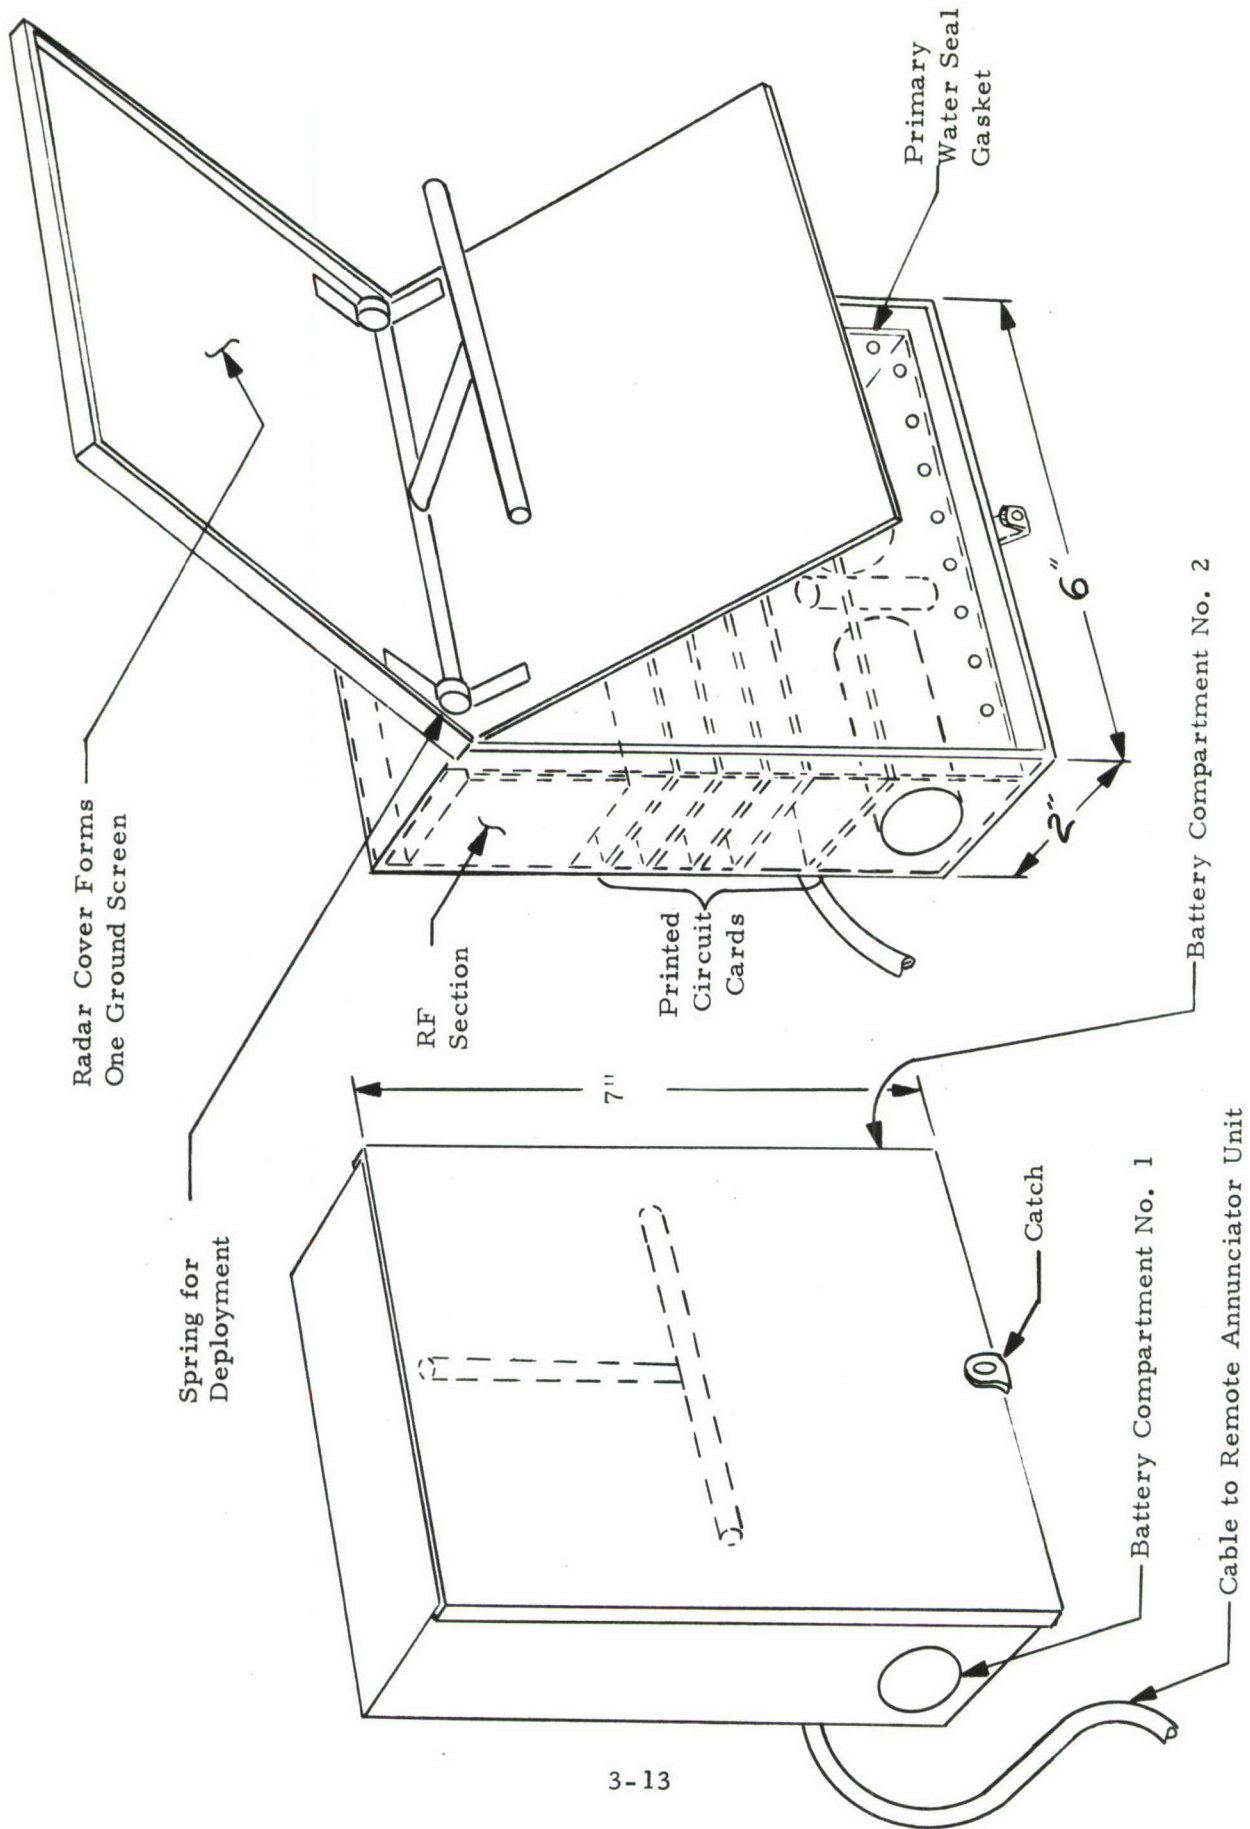 Radar Cover Forms
One Ground Screen
Spring for
Deployment
RF
Section
Printed
Circuit
Cards
Primary
Water Seal
Gasket
7"
6"
2"
Battery Compartment No. 2
Catch
Battery Compartment No. 1
Cable to Remote Annunciator Unit
3-13